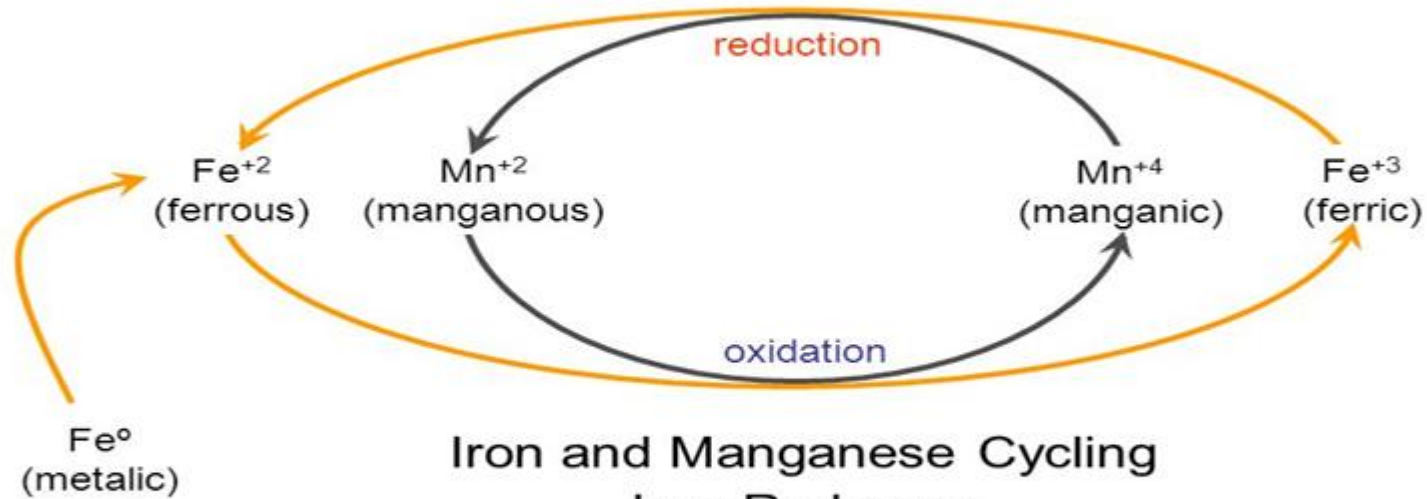 reduction
Fe⁺² Mn⁺² Mn⁺⁴ Fe⁺³
(ferrous) (manganous) (manganic) (ferric)
oxidation
Feº
(metalic)
Iron and Manganese Cycling